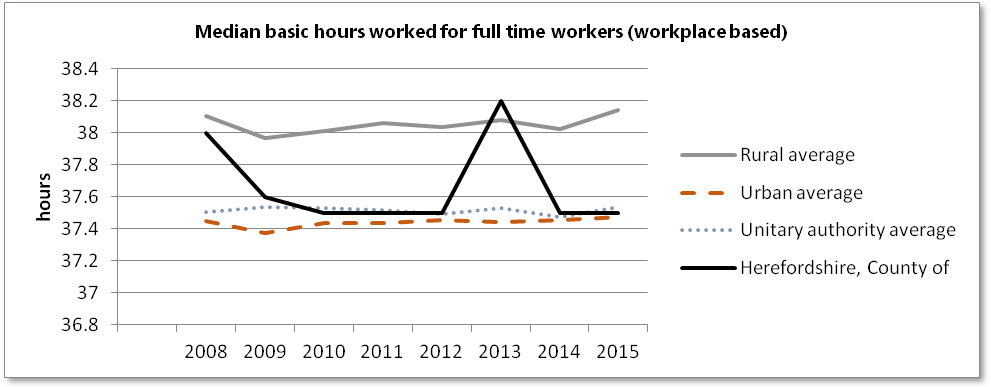 Median basic hours worked for full time workers (workplace based)
hours
38.4
38.2
38
37.8
37.6
37.4
37.2
37
36.8
2008 2009 2010 2011 2012 2013 2014 2015
Rural average
Urban average
Unitary authority average
Herefordshire, County of